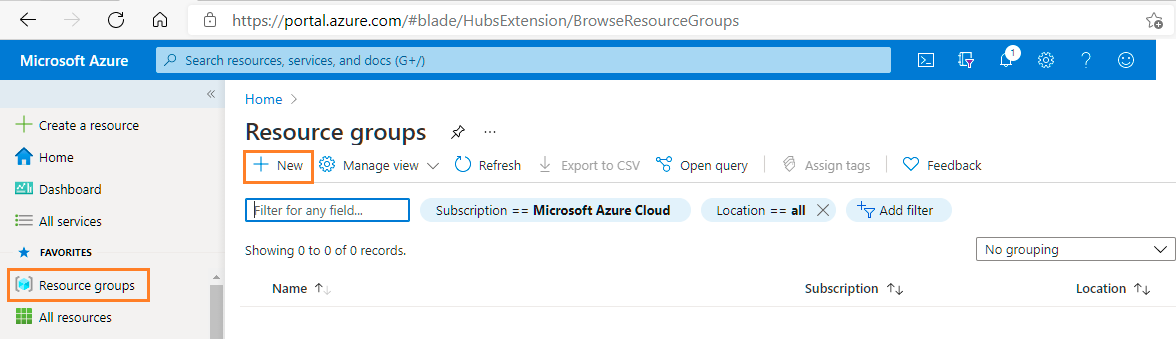 https://portal.azure.com/#blade/HubsExtension/BrowseResourceGroups
Microsoft Azure
Search resources, services, and docs (G+/)
1
«
Create a resource
Home
Dashboard
All services
FAVORITES
Resource groups
All resources
Home >
Resource groups ...
+ New Manage view Refresh Export to CSV Open query Assign tags Feedback
Filter for any field... Subscription == Microsoft Azure Cloud Location == all Add filter
Showing 0 to 0 of 0 records. No grouping
Name ↑↓ Subscription ↑↓ Location ↑↓